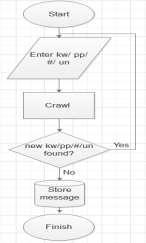 Start
Enter kw/ pp/
#/ un
Crawl
new kw/pp/#/un
found?
Yes
No
Store
message
Finish